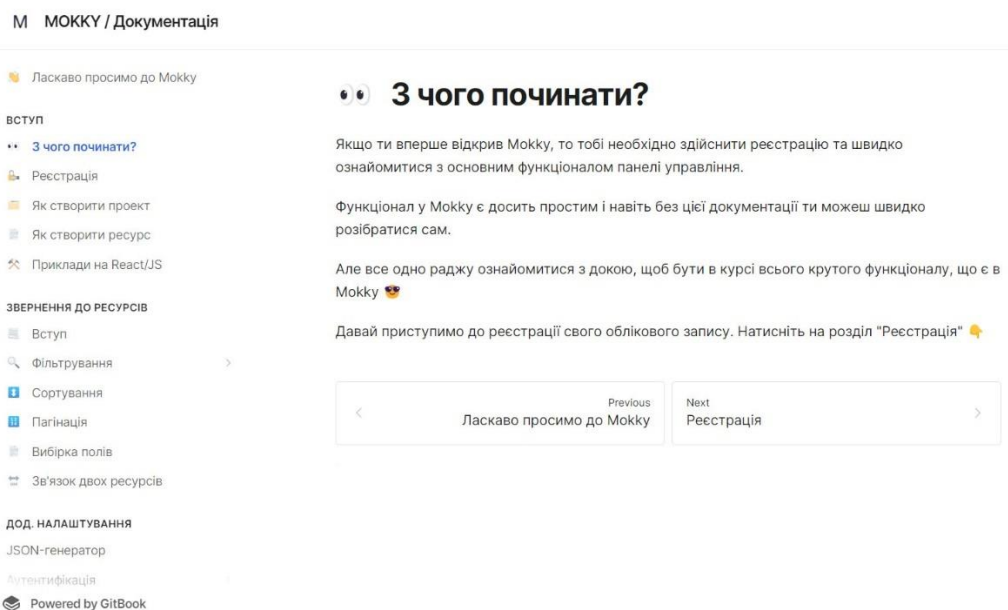 M MOKKY / Документація
Ласкаво просимо до Mokky
ВСТУП
З чого починати?
Реєстрація
Як створити проект
Як створити ресурс
Приклади на React/JS
ЗВЕРНЕННЯ ДО РЕСУРСІВ
Вступ
Фільтрування
Сортування
Пагінація
Вибірка полів
Зв'язок двох ресурсів
ДОД. НАЛАШТУВАННЯ
JSON-генератор
Аутентифікація
Powered by GitBook
З чого починати?
Якщо ти вперше відкрив Mokky, то тобі необхідно здійснити реєстрацію та швидко
ознайомитися з основним функціоналом панелі управління.
Функціонал у Mokky є досить простим і навіть без цієї документації ти можеш швидко
розібратися сам.
Але все одно раджу ознайомитися з докою, щоб бути в курсі всього крутого функціоналу, що є в
Mokky 😎
Давай приступимо до реєстрації свого облікового запису. Натисніть на розділ "Реєстрація" 👇
Previous
Ласкаво просимо до Mokky
Next
Реєстрація